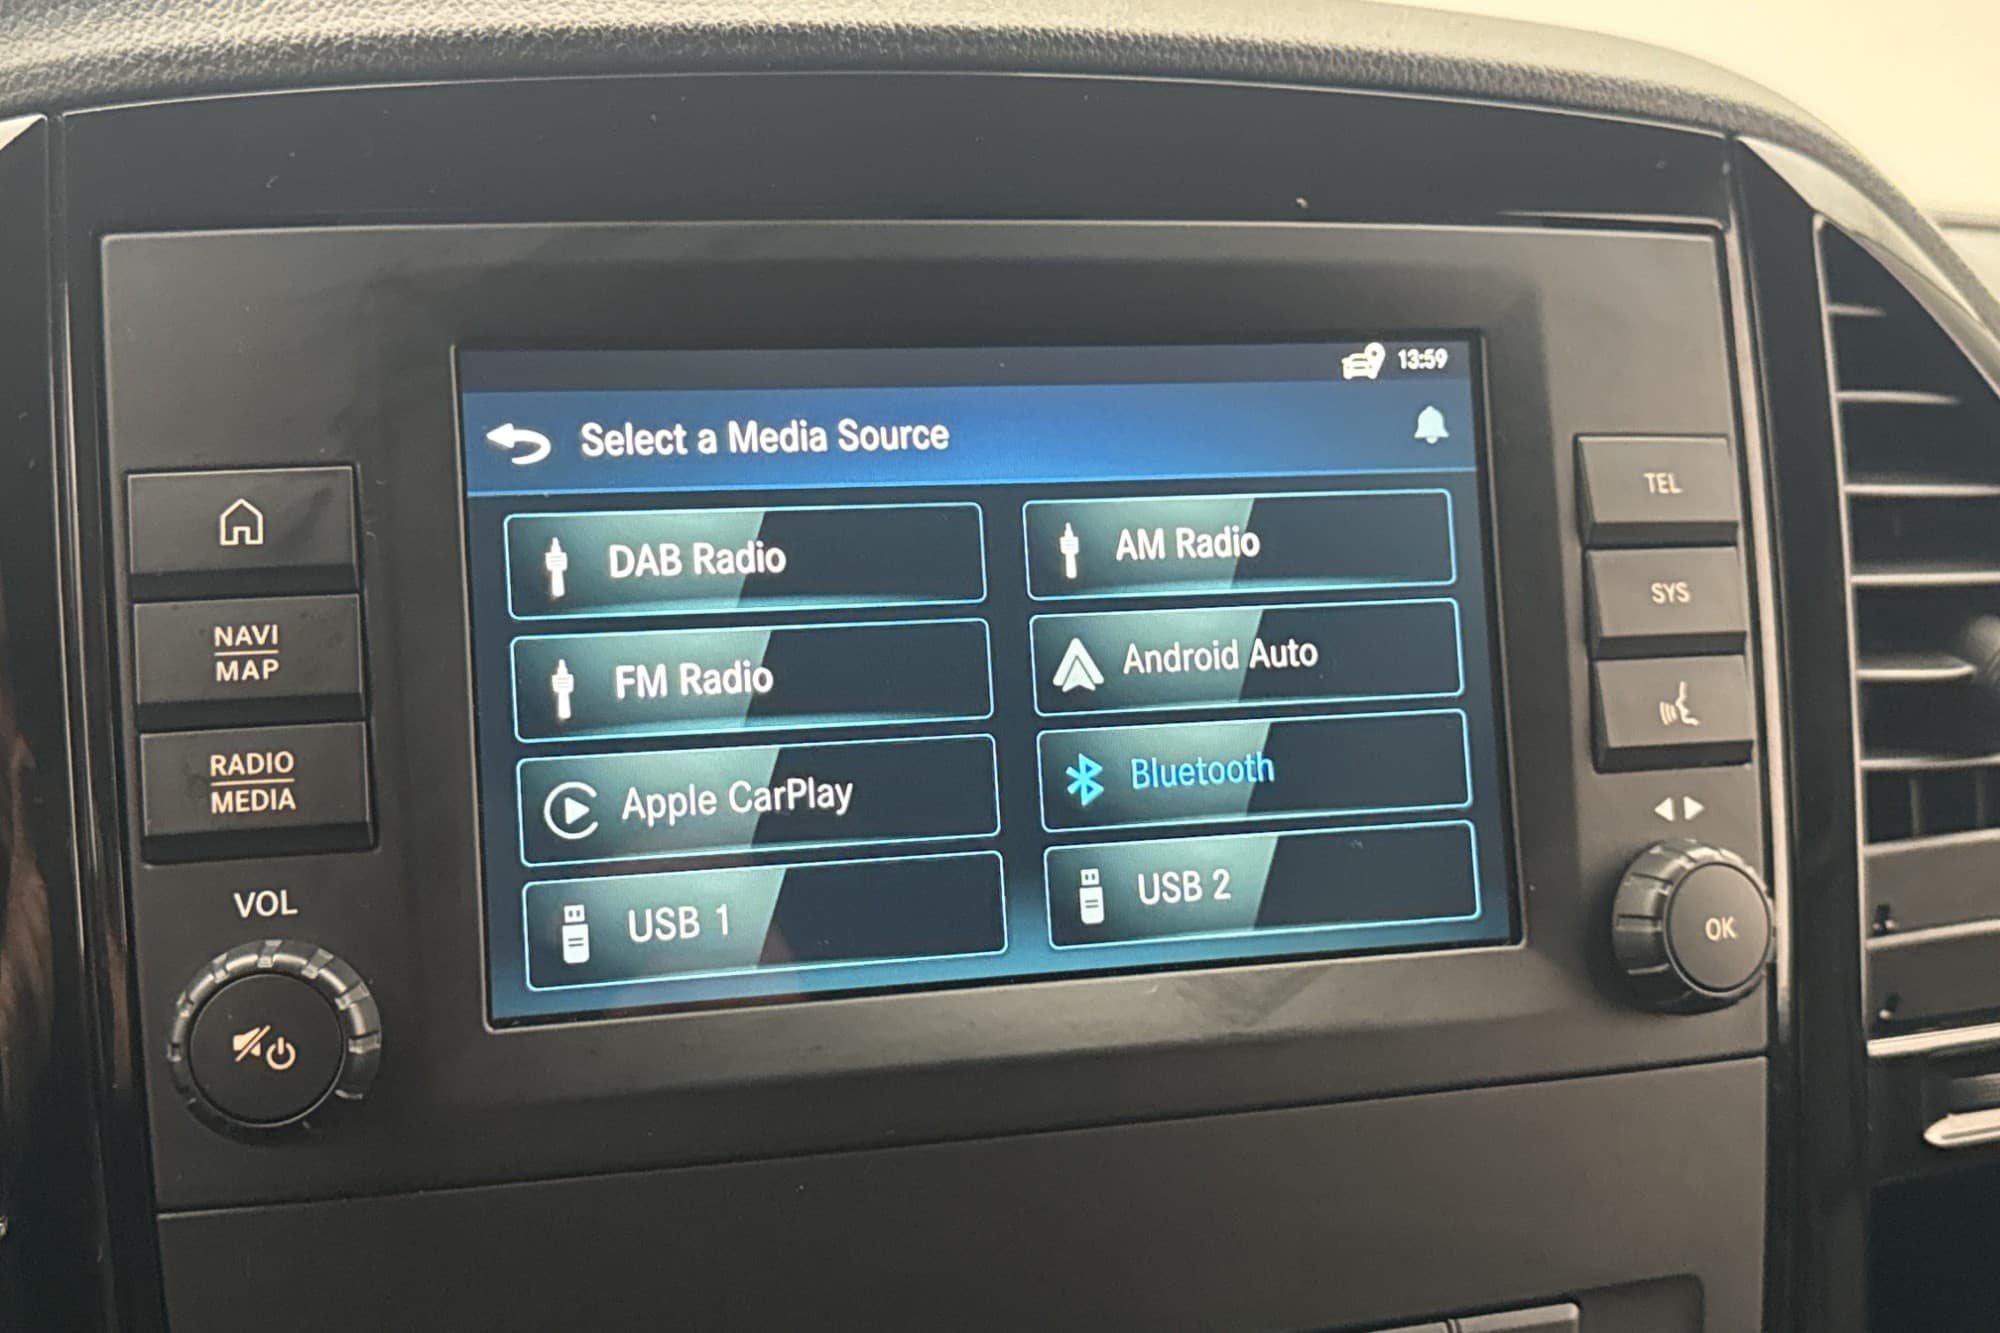 13:59
Select a Media Source
DAB Radio
AM Radio
FM Radio
Android Auto
Apple CarPlay
Bluetooth
USB 1
USB 2
NAVI
MAP
RADIO
MEDIA
VOL
TEL
SYS
OK